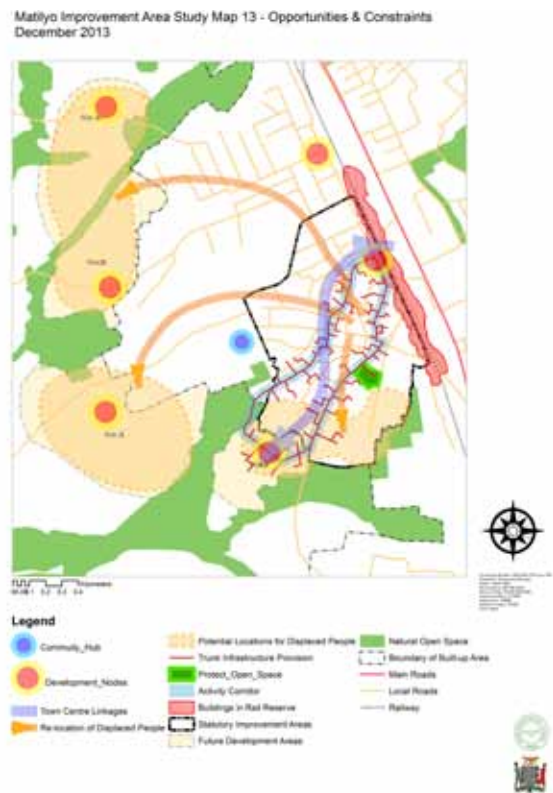 Matilyo Improvement Area Study Map 13 - Opportunities & Constraints
December 2013
Legend
Community_Hub
Development_Nodes
Town Centre Linkages
Re-location of Displaced People
Potential Locations for Displaced People
Trunk Infrastructure Provision
Protect_Open_Space
Activity Corridor
Buildings in Rail Reserve
Statutory Improvement Areas
Future Development Areas
Natural Open Space
Boundary of Built-up Area
Main Roads
Local Roads
Railway